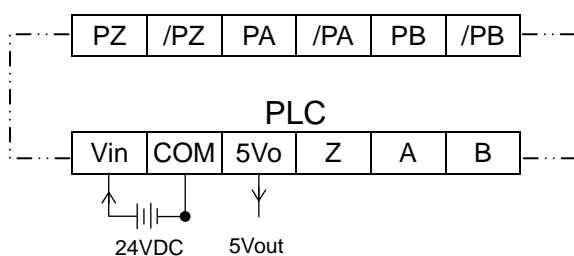 PZ /PZ PA /PA PB /PB
PLC
Vin COM 5Vo Z A B
24VDC 5Vout